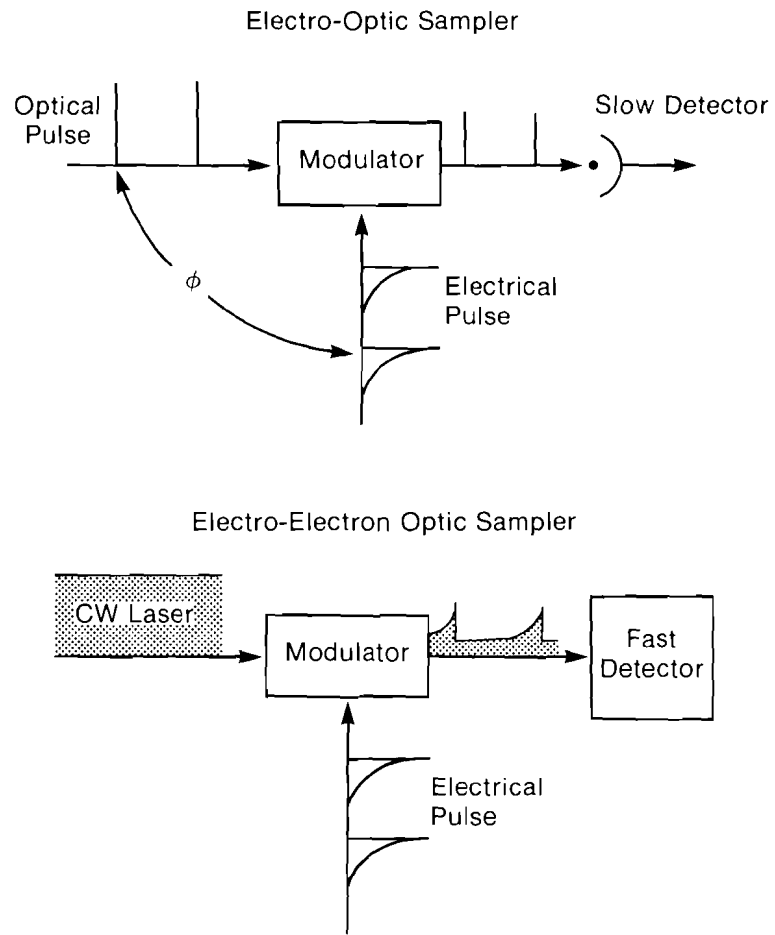 Electro-Optic Sampler
Optical
Pulse
Modulator
Slow Detector
ϕ
Electrical
Pulse
Electro-Electron Optic Sampler
CW Laser
Modulator
Fast
Detector
Electrical
Pulse